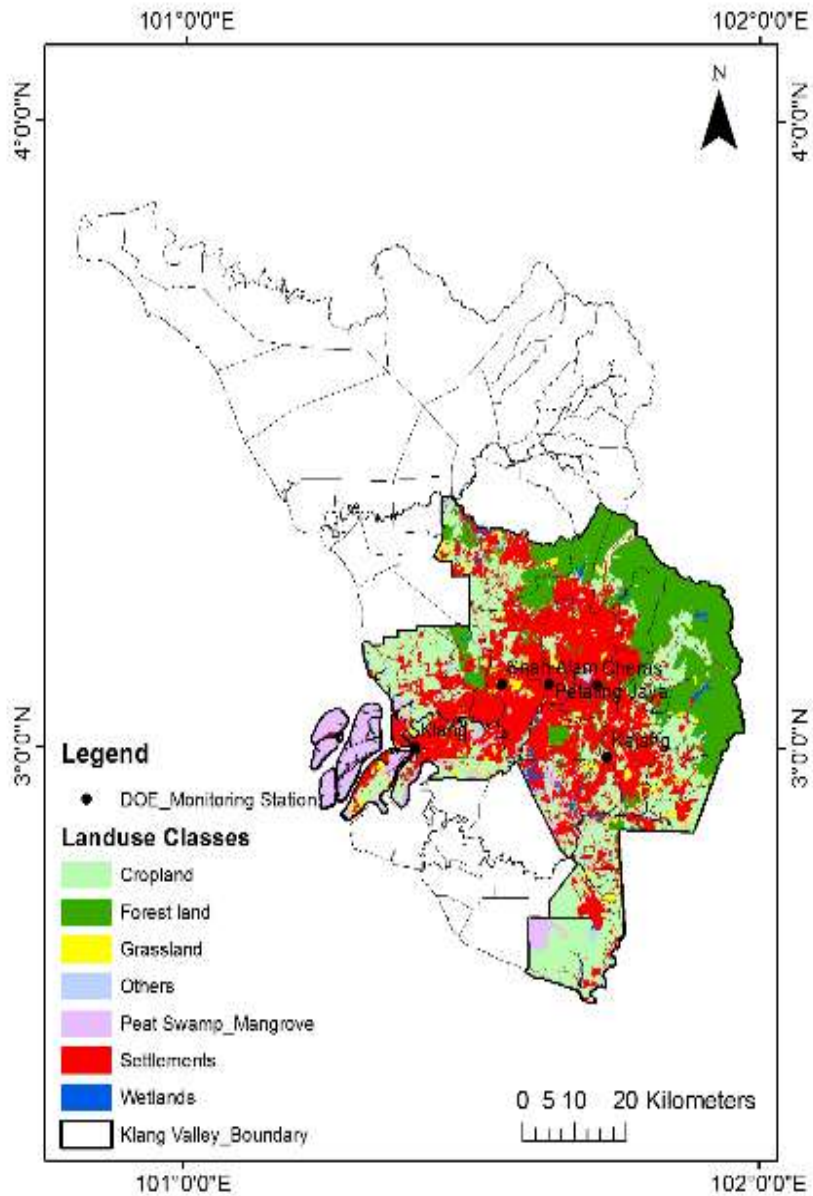 101°0'0"E 102°0'0"E
4°0'0"N 4°0'0"N
N
Shah Alam Cheras
Petaling Jaya
SKlang
Kajang
3°0'0"N 3°0'0"N
Legend
DOE_Monitoring Station
Landuse Classes
Cropland
Forest land
Grassland
Others
Peat Swamp_Mangrove
Settlements
Wetlands
Klang Valley_Boundary
0 5 10 20 Kilometers
101°0'0"E 102°0'0"E